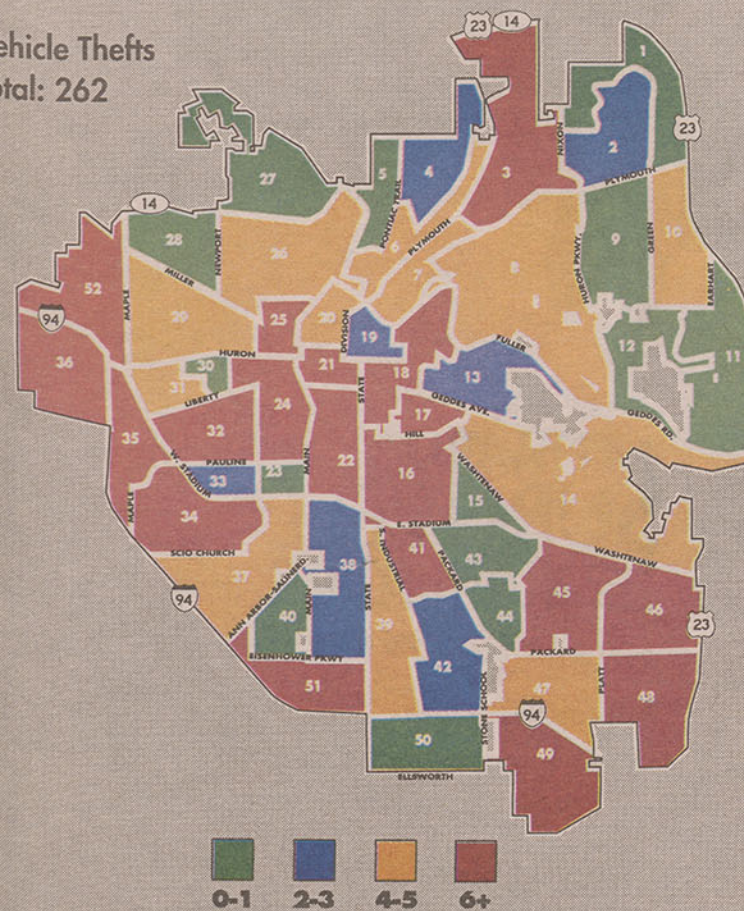 ehicle Thefts
otal: 262
23 14
1
NIXON
2
23
PLYMOUTH
3
4
5
PONTIAC TRAIL
27
14
28
NEWPORT
26
6
PLYMOUTH
7
8
HURON PKWY.
9
GREEN
10
EARHART
MILLER
MAPLE
52
94
29
25
20
DIVISION
19
FULLER
12
11
36
HURON
30
21
18
13
GEDDES AVE.
GEDDES RD.
31
LIBERTY
24
STATE
17
HILL
35
32
MAIN
22
16
WASHTENAW
PAULINE
W. STADIUM
33
23
15
14
34
MAPLE
E. STADIUM
SCIO CHURCH
38
S. INDUSTRIAL
41
PACKARD
43
WASHTENAW
94
37
ANN ARBOR-SALINE RD.
40
MAIN
STATE
39
44
45
46
23
EISENHOWER PKWY
42
PACKARD
51
STONE SCHOOL
47
PLATT
48
94
50
49
ELLSWORTH
0-1 2-3 4-5 6+